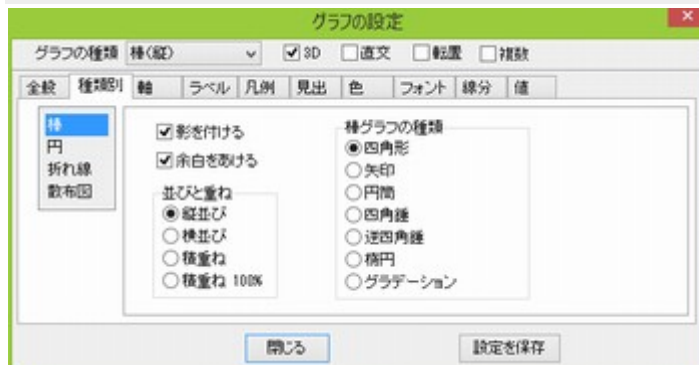 グラフの設定
グラフの種類 棒(縦) 3D 直交 転置 複数
全般 種類別 軸 ラベル 凡例 見出 色 フォント 線分 値
棒
円
折れ線
散布図
影を付ける
余白をあける
並びと重ね
縦並び
横並び
積重ね
積重ね 100%
棒グラフの種類
四角形
矢印
円筒
四角錘
逆四角錘
楕円
グラデーション
閉じる 設定を保存